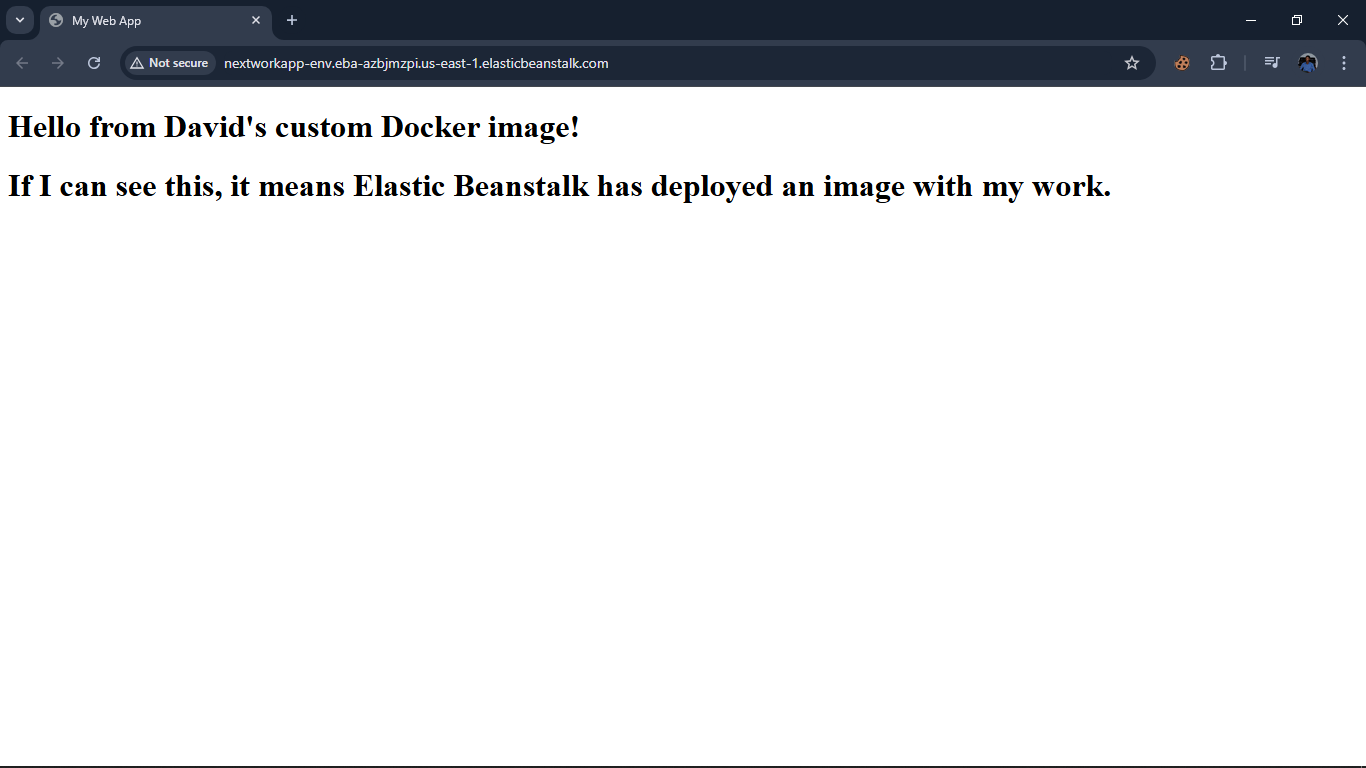 My Web App
Not secure
nextworkapp-env.eba-azbjmzpi.us-east-1.elasticbeanstalk.com
Hello from David's custom Docker image!
If I can see this, it means Elastic Beanstalk has deployed an image with my work.